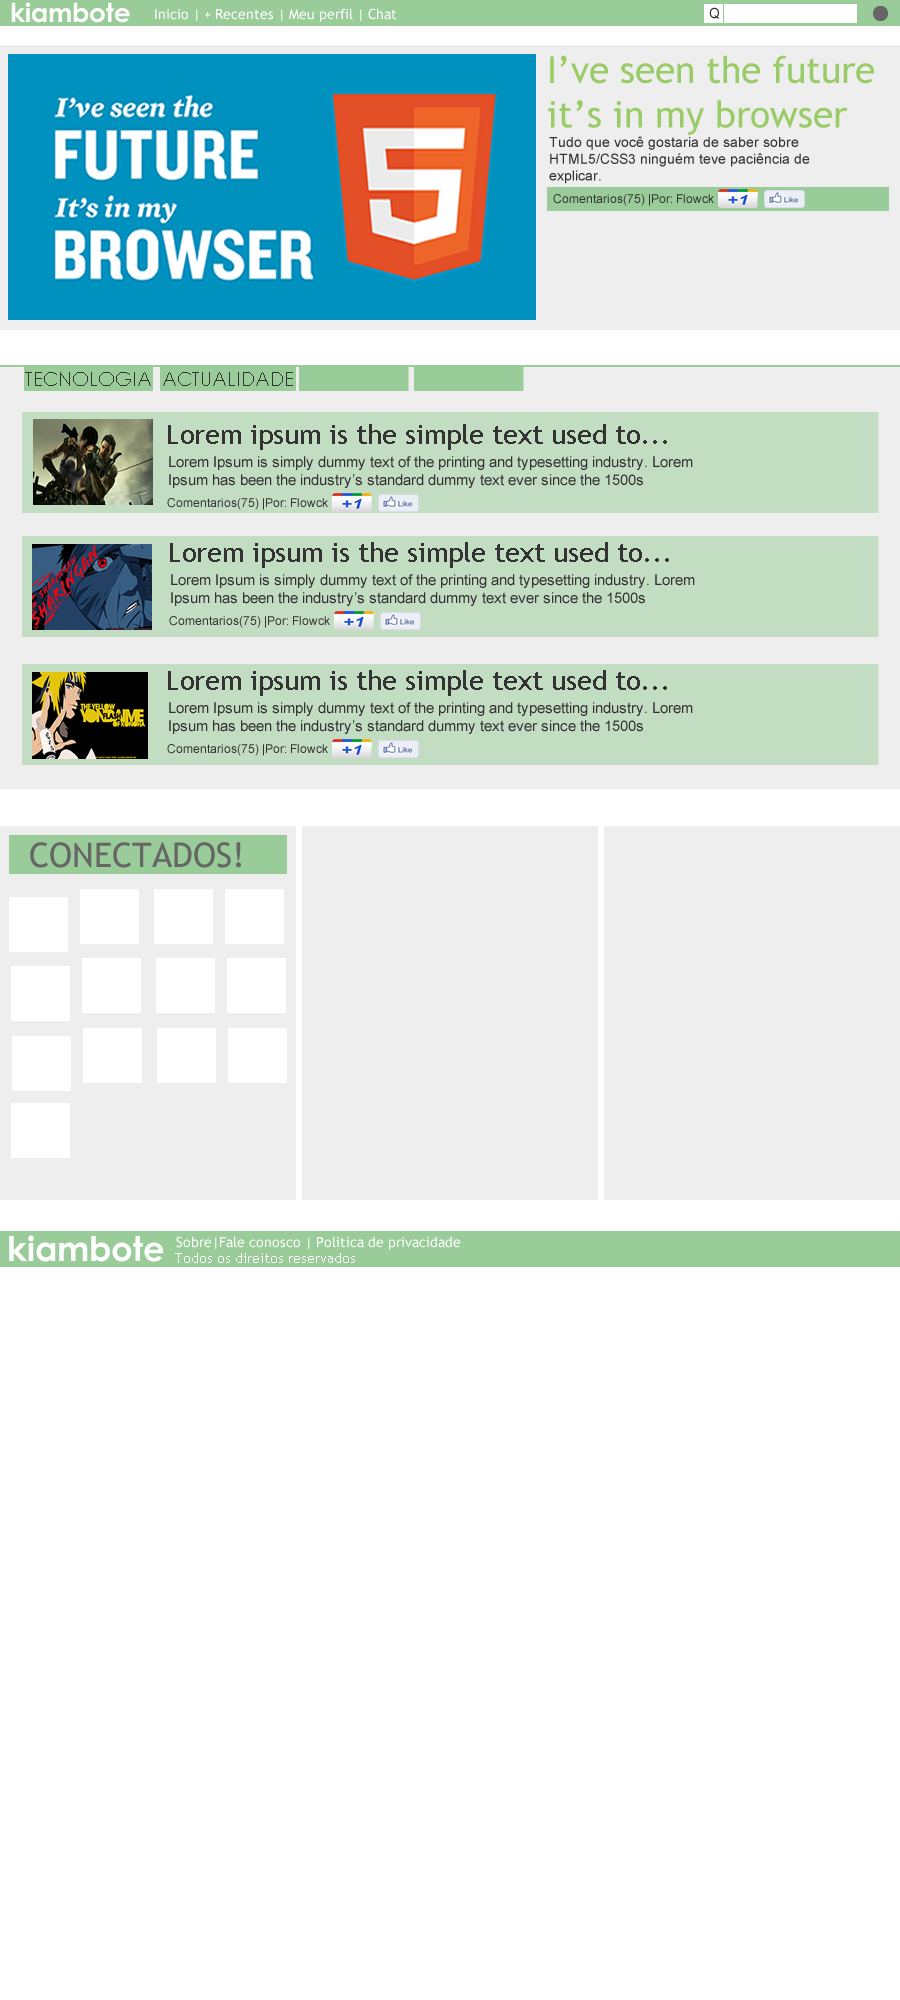 kiambote Inicio | + Recentes | Meu perfil | Chat Q
I've seen the
FUTURE
It's in my
BROWSER
5
I've seen the future
it's in my browser
Tudo que você gostaria de saber sobre
HTML5/CSS3 ninguém teve paciência de
explicar.
Comentarios(75) |Por: Flowck +1 Like
TECNOLOGIA ACTUALIDADE
Lorem ipsum is the simple text used to...
Lorem Ipsum is simply dummy text of the printing and typesetting industry. Lorem
Ipsum has been the industry's standard dummy text ever since the 1500s
Comentarios(75) |Por: Flowck +1 Like
SHARINGAN
Lorem ipsum is the simple text used to...
Lorem Ipsum is simply dummy text of the printing and typesetting industry. Lorem
Ipsum has been the industry's standard dummy text ever since the 1500s
Comentarios(75) |Por: Flowck +1 Like
THE YELLOW
FLASH
Lorem ipsum is the simple text used to...
Lorem Ipsum is simply dummy text of the printing and typesetting industry. Lorem
Ipsum has been the industry's standard dummy text ever since the 1500s
Comentarios(75) |Por: Flowck +1 Like
CONECTADOS!
kiambote Sobre|Fale conosco | Politica de privacidade
Todos os direitos reservados